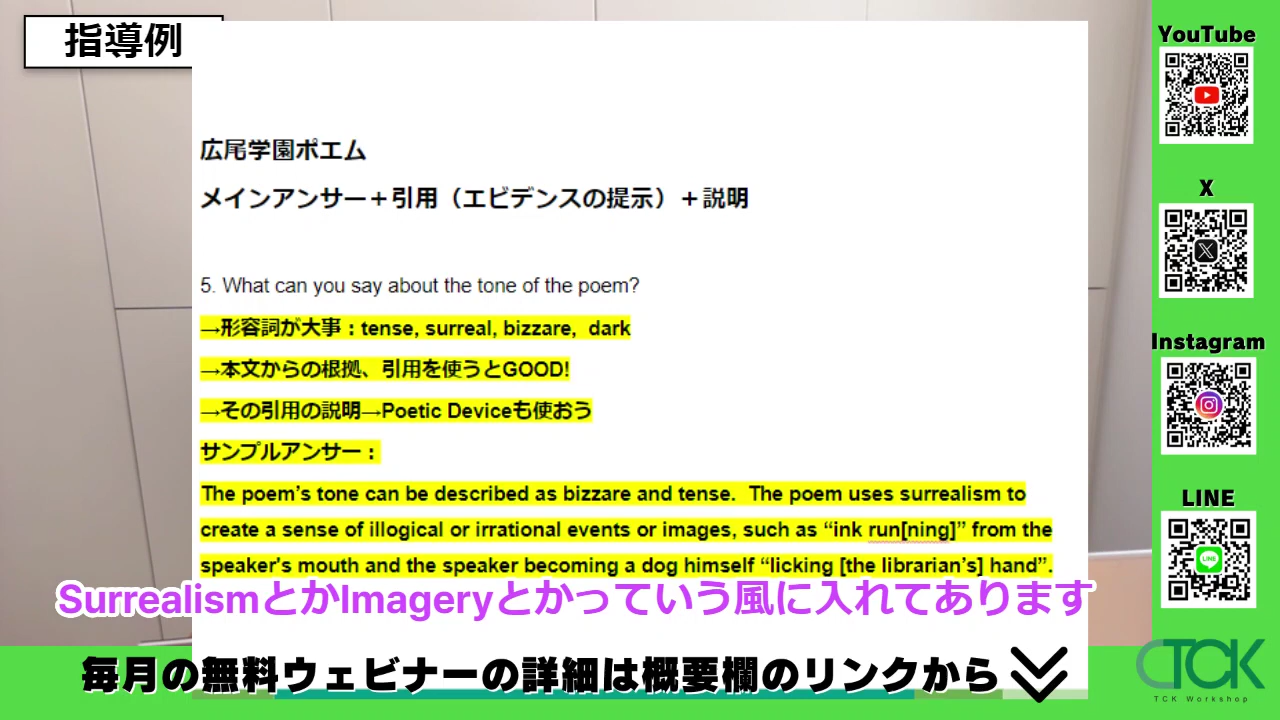 指導例
広尾学園ポエム
メインアンサー＋引用（エビデンスの提示）＋説明
5. What can you say about the tone of the poem?
→形容詞が大事：tense, surreal, bizzare,  dark
→本文からの根拠、引用を使うとGOOD!
→その引用の説明→Poetic Deviceも使おう
サンプルアンサー：
The poem’s tone can be described as bizzare and tense.  The poem uses surrealism to
create a sense of illogical or irrational events or images, such as “ink run[ning]” from the
speaker's mouth and the speaker becoming a dog himself “licking [the librarian’s] hand”.
SurrealismとかImageryとかっていう風に入れてあります
毎月の無料ウェビナーの詳細は概要欄のリンクから
YouTube
X
Instagram
LINE
LINE
TCK
TCK Workshop